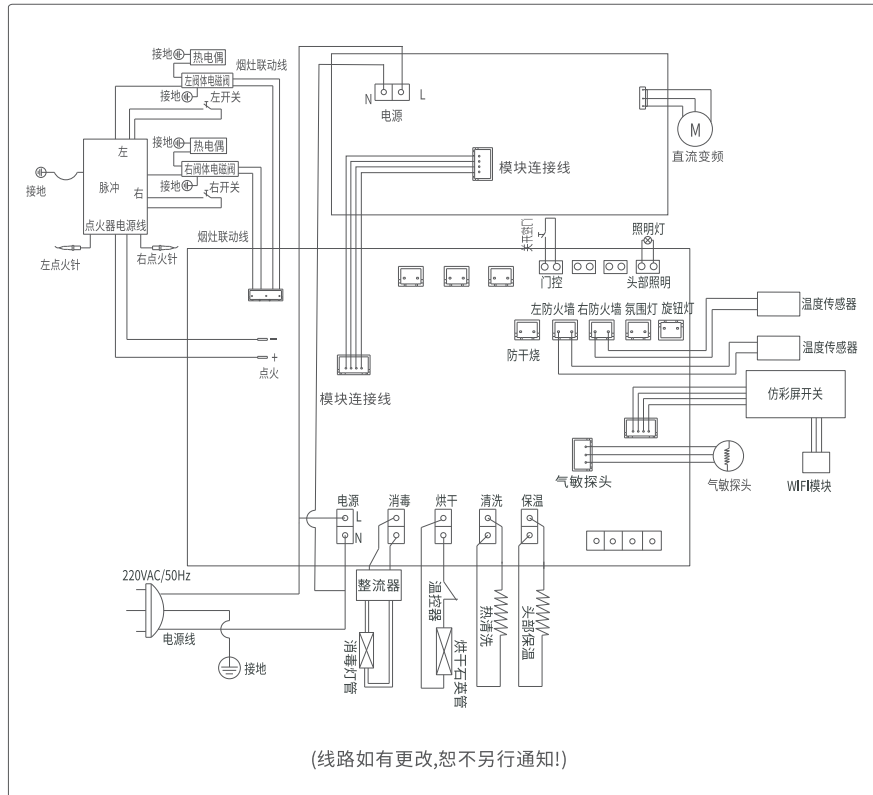 接地
热电偶
烟灶联动线
左阀体电磁阀
接地
左开关
N
L
电源
M
直流变频
左
接地
热电偶
模块连接线
右阀体电磁阀
接地
右开关
接地
脉冲
右
点火器电源线
烟灶联动线
照明灯
左点火针
右点火针
门控
头部照明
左防火墙
右防火墙
氛围灯
旋钮灯
温度传感器
防干烧
温度传感器
点火
模块连接线
仿彩屏开关
气敏探头
气敏探头
WIFI模块
电源
消毒
烘干
清洗
保温
L
N
220VAC/50Hz
整流器
温控器
热清洗
头部保温
电源线
消毒灯管
烘干石英管
接地
(线路如有更改,恕不另行通知!)